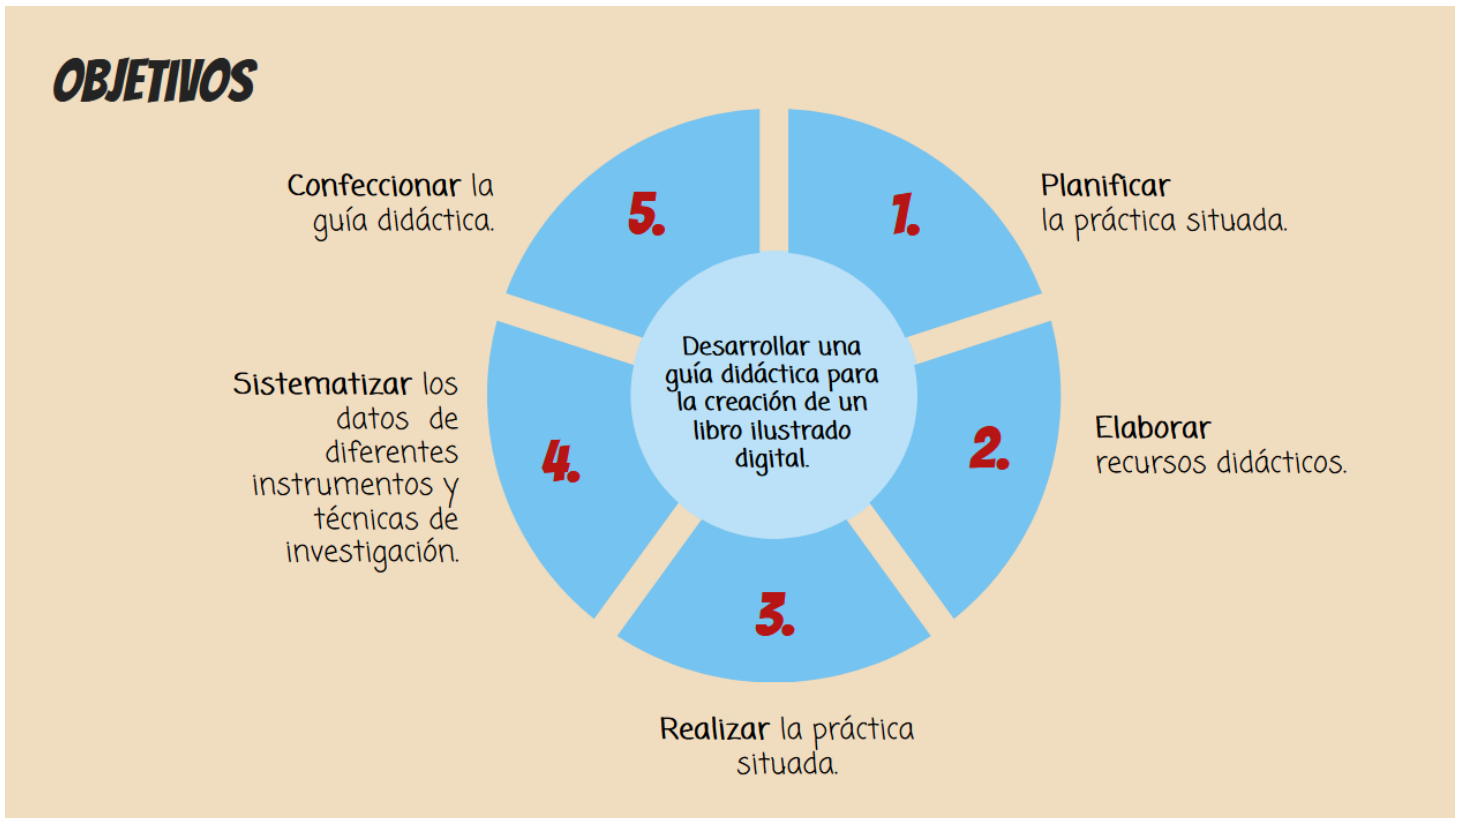 OBJETIVOS
1.
Planificar
la práctica situada.
2.
Elaborar
recursos didácticos.
3.
Realizar la práctica
situada.
4.
Sistematizar los
datos de
diferentes
instrumentos y
técnicas de
investigación.
5.
Confeccionar la
guía didáctica.
Desarrollar una
guía didáctica para
la creación de un
libro ilustrado
digital.